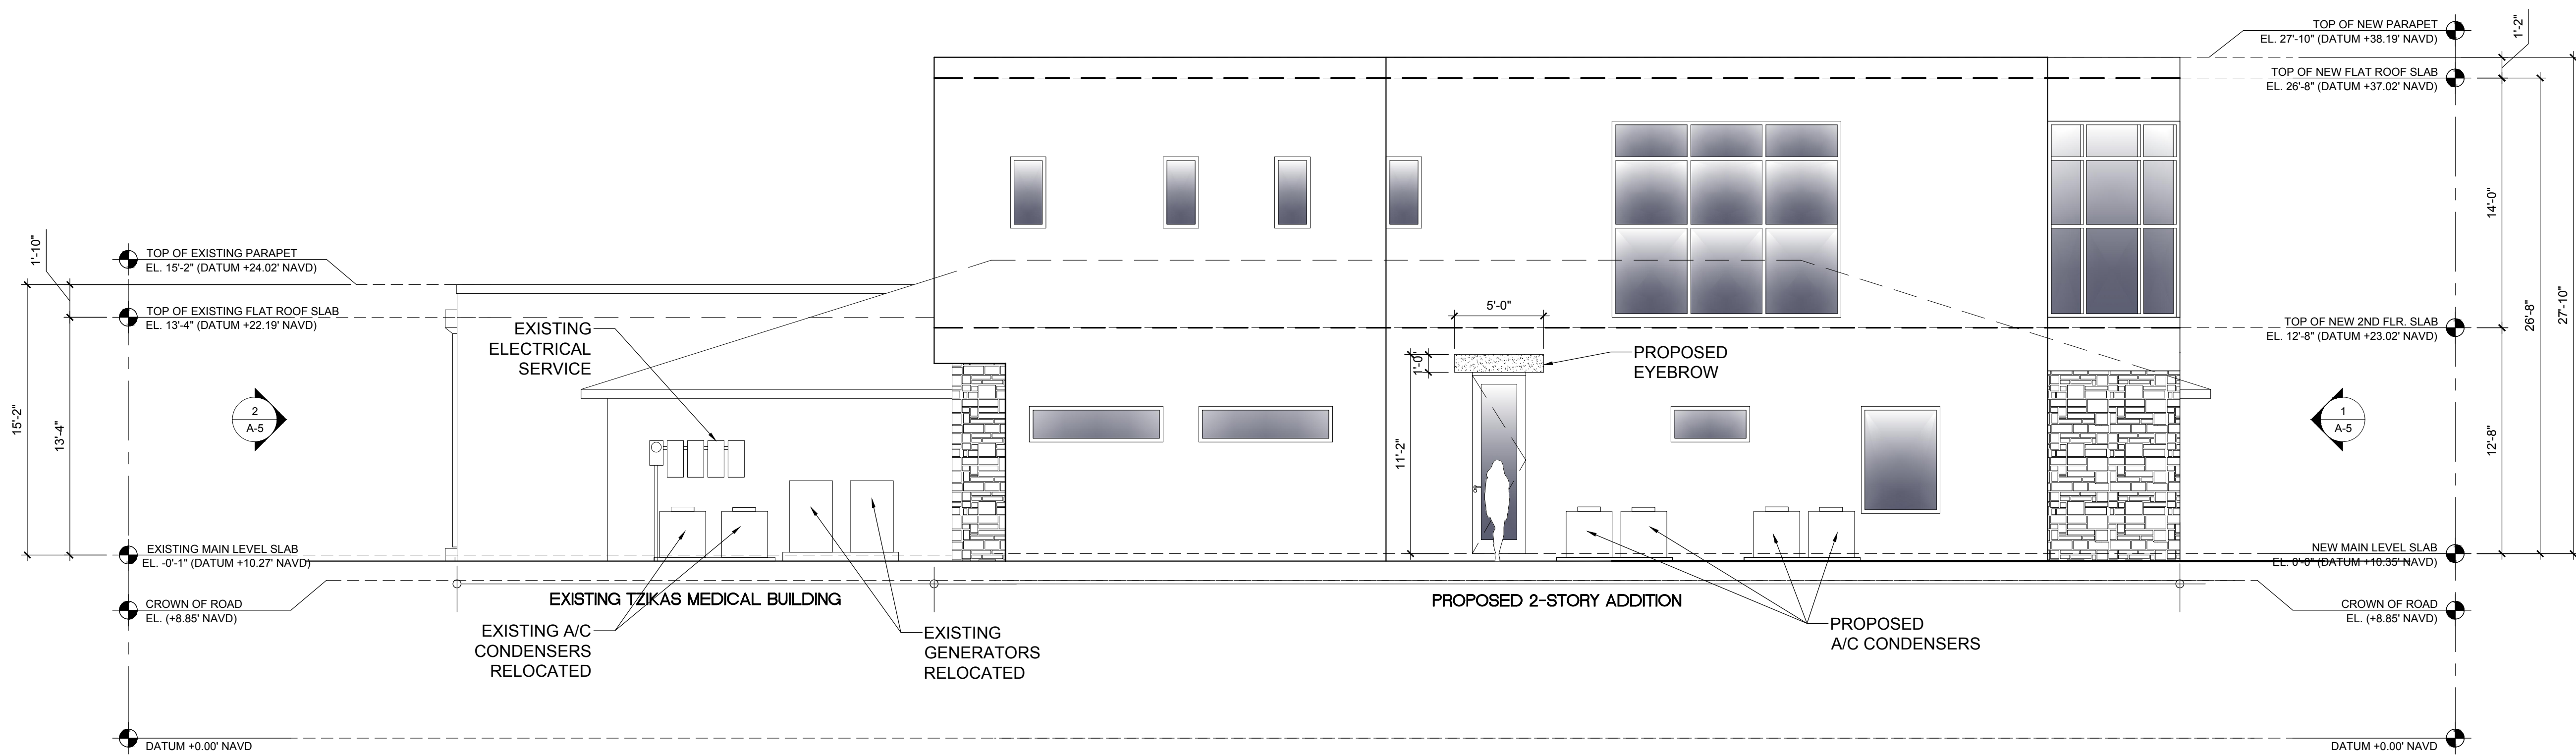 TOP OF NEW PARAPET
EL. 27'-10" (DATUM +38.19' NAVD)
1'-2"
TOP OF NEW FLAT ROOF SLAB
EL. 26'-8" (DATUM +37.02' NAVD)
14'-0"
26'-8"
27'-10"
1'-10"
TOP OF EXISTING PARAPET
EL. 15'-2" (DATUM +24.02' NAVD)
TOP OF EXISTING FLAT ROOF SLAB
EL. 13'-4" (DATUM +22.19' NAVD)
15'-2"
13'-4"
2
A-5
EXISTING
ELECTRICAL
SERVICE
5'-0"
1'-0"
11'-2"
PROPOSED
EYEBROW
TOP OF NEW 2ND FLR. SLAB
EL. 12'-8" (DATUM +23.02' NAVD)
1
A-5
12'-8"
EXISTING MAIN LEVEL SLAB
EL. -0'-1" (DATUM +10.27' NAVD)
NEW MAIN LEVEL SLAB
EL. 0'-0" (DATUM +10.35' NAVD)
CROWN OF ROAD
EL. (+8.85' NAVD)
EXISTING TZIKAS MEDICAL BUILDING
PROPOSED 2-STORY ADDITION
CROWN OF ROAD
EL. (+8.85' NAVD)
EXISTING A/C
CONDENSERS
RELOCATED
EXISTING
GENERATORS
RELOCATED
PROPOSED
A/C CONDENSERS
DATUM +0.00' NAVD
DATUM +0.00' NAVD